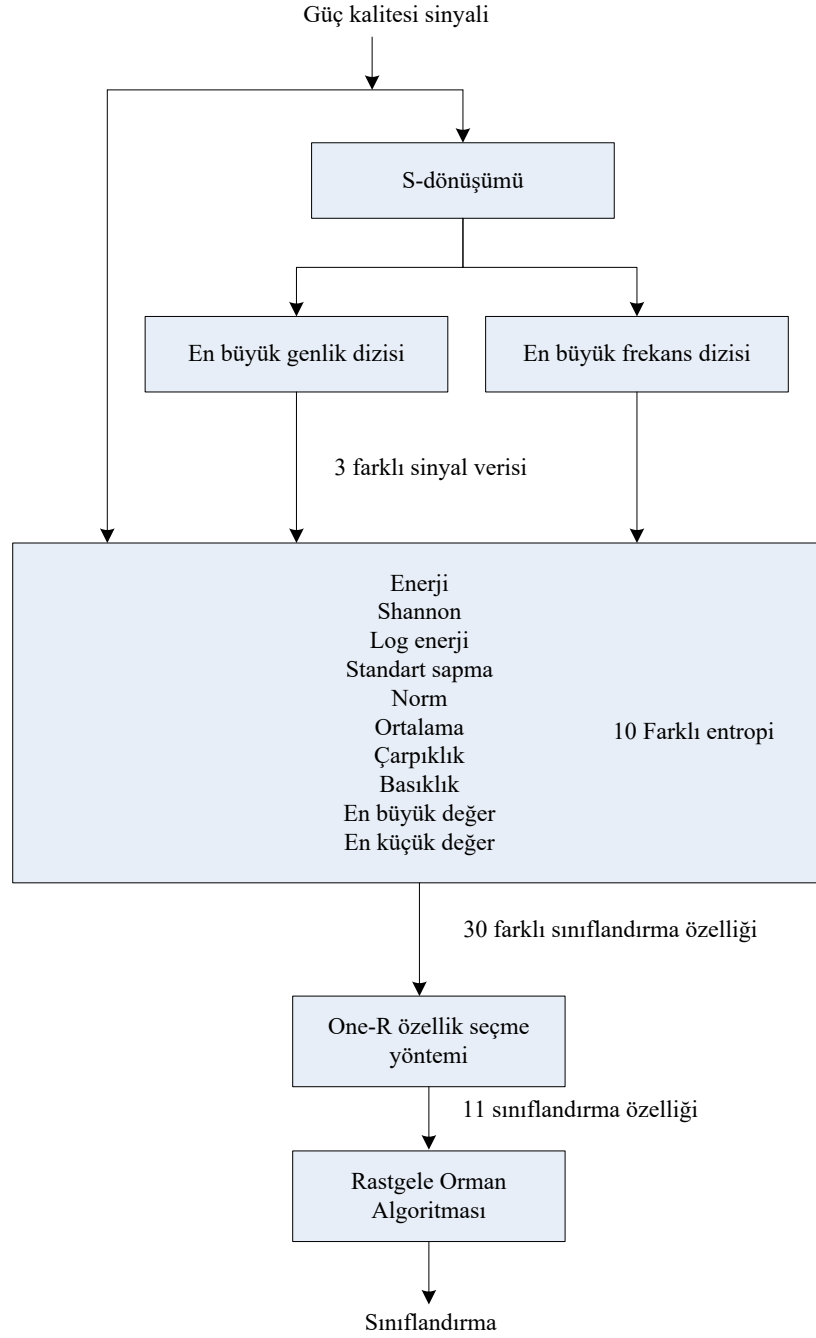 Güç kalitesi sinyali
S-dönüşümü
En büyük genlik dizisi
En büyük frekans dizisi
3 farklı sinyal verisi
Enerji
Shannon
Log enerji
Standart sapma
Norm
Ortalama
Çarpıklık
Basıklık
En büyük değer
En küçük değer
10 Farklı entropi
30 farklı sınıflandırma özelliği
One-R özellik seçme
yöntemi
11 sınıflandırma özelliği
Rastgele Orman
Algoritması
Sınıflandırma